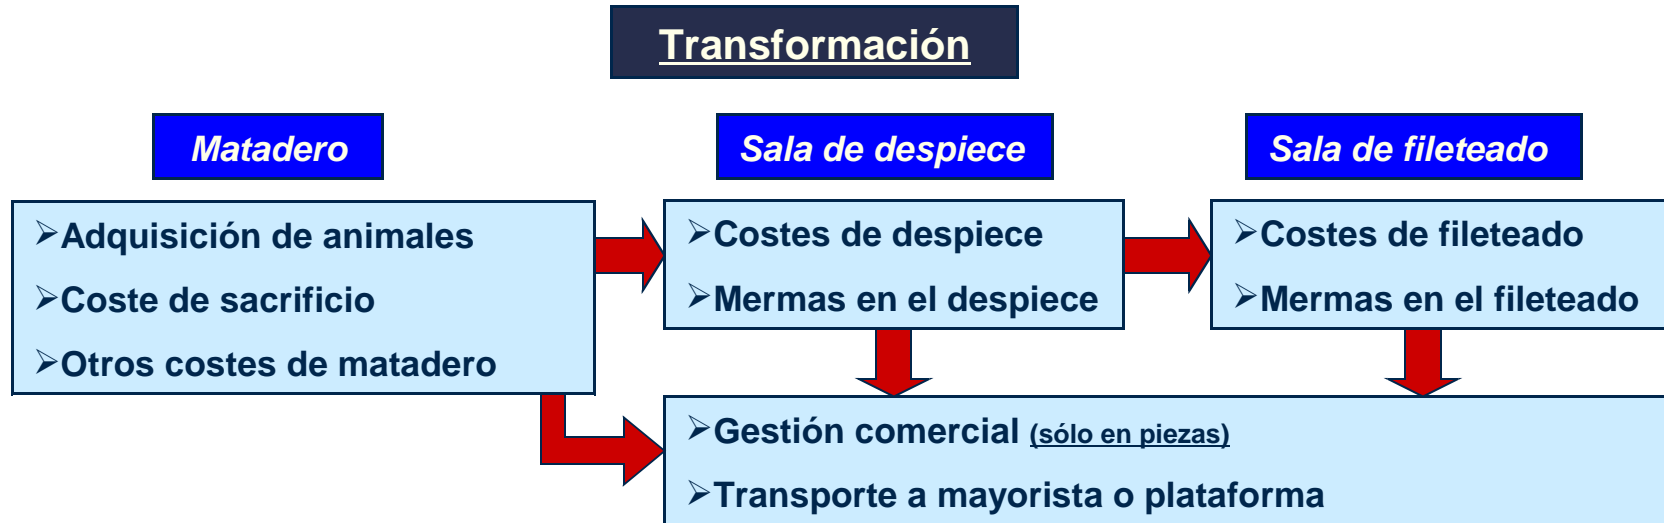 Transformación
Matadero
Sala de despiece
Sala de fileteado
➢Adquisición de animales
➢Coste de sacrificio
➢Otros costes de matadero
➢Costes de despiece
➢Mermas en el despiece
➢Costes de fileteado
➢Mermas en el fileteado
➢Gestión comercial (sólo en piezas)
➢Transporte a mayorista o plataforma